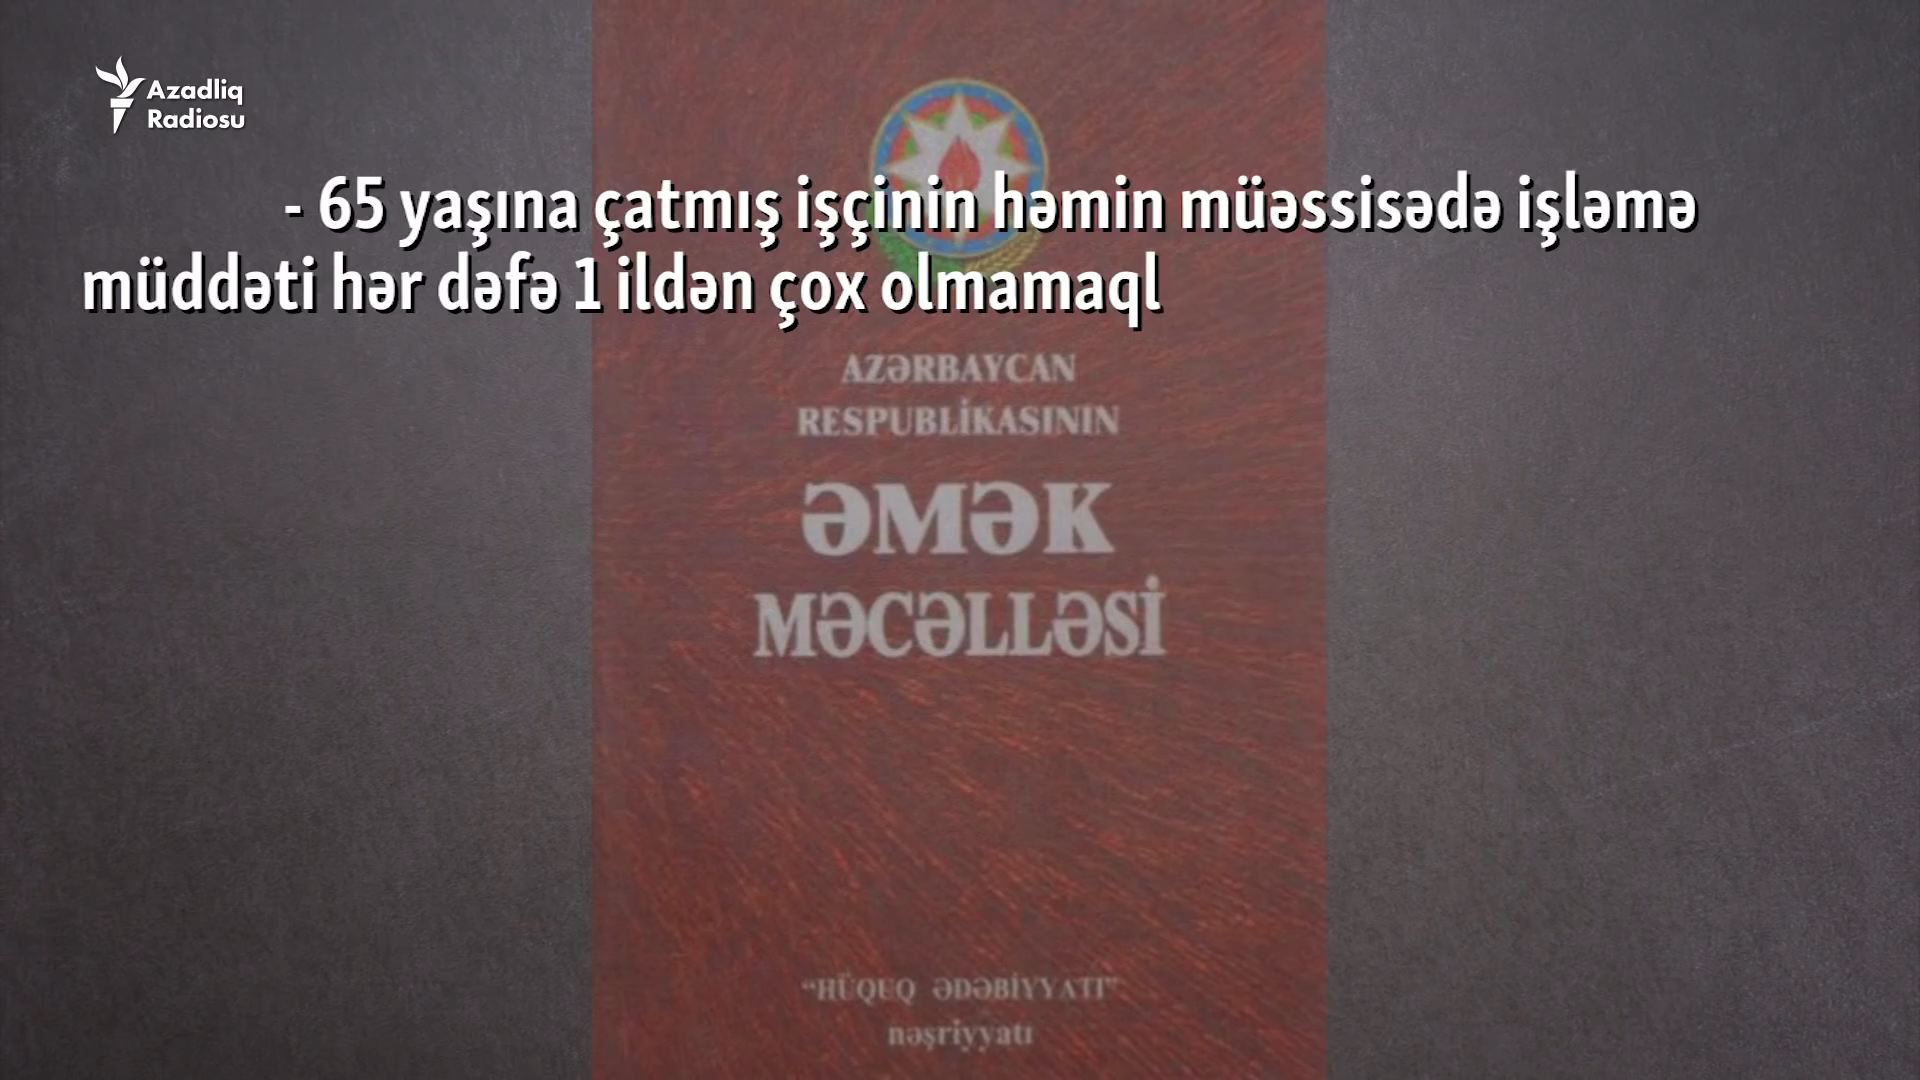 Azadliq
Radiosu
- 65 yaşına çatmış işçinin həmin müəssisədə işləmə
müddəti hər dəfə 1 ildən çox olmamaql
AZƏRBAYCAN
RESPUBLİKASININ
ƏMƏK
MƏCƏLLƏSİ
“HÜQUQ ƏDƏBİYYATI”
nəşriyyatı